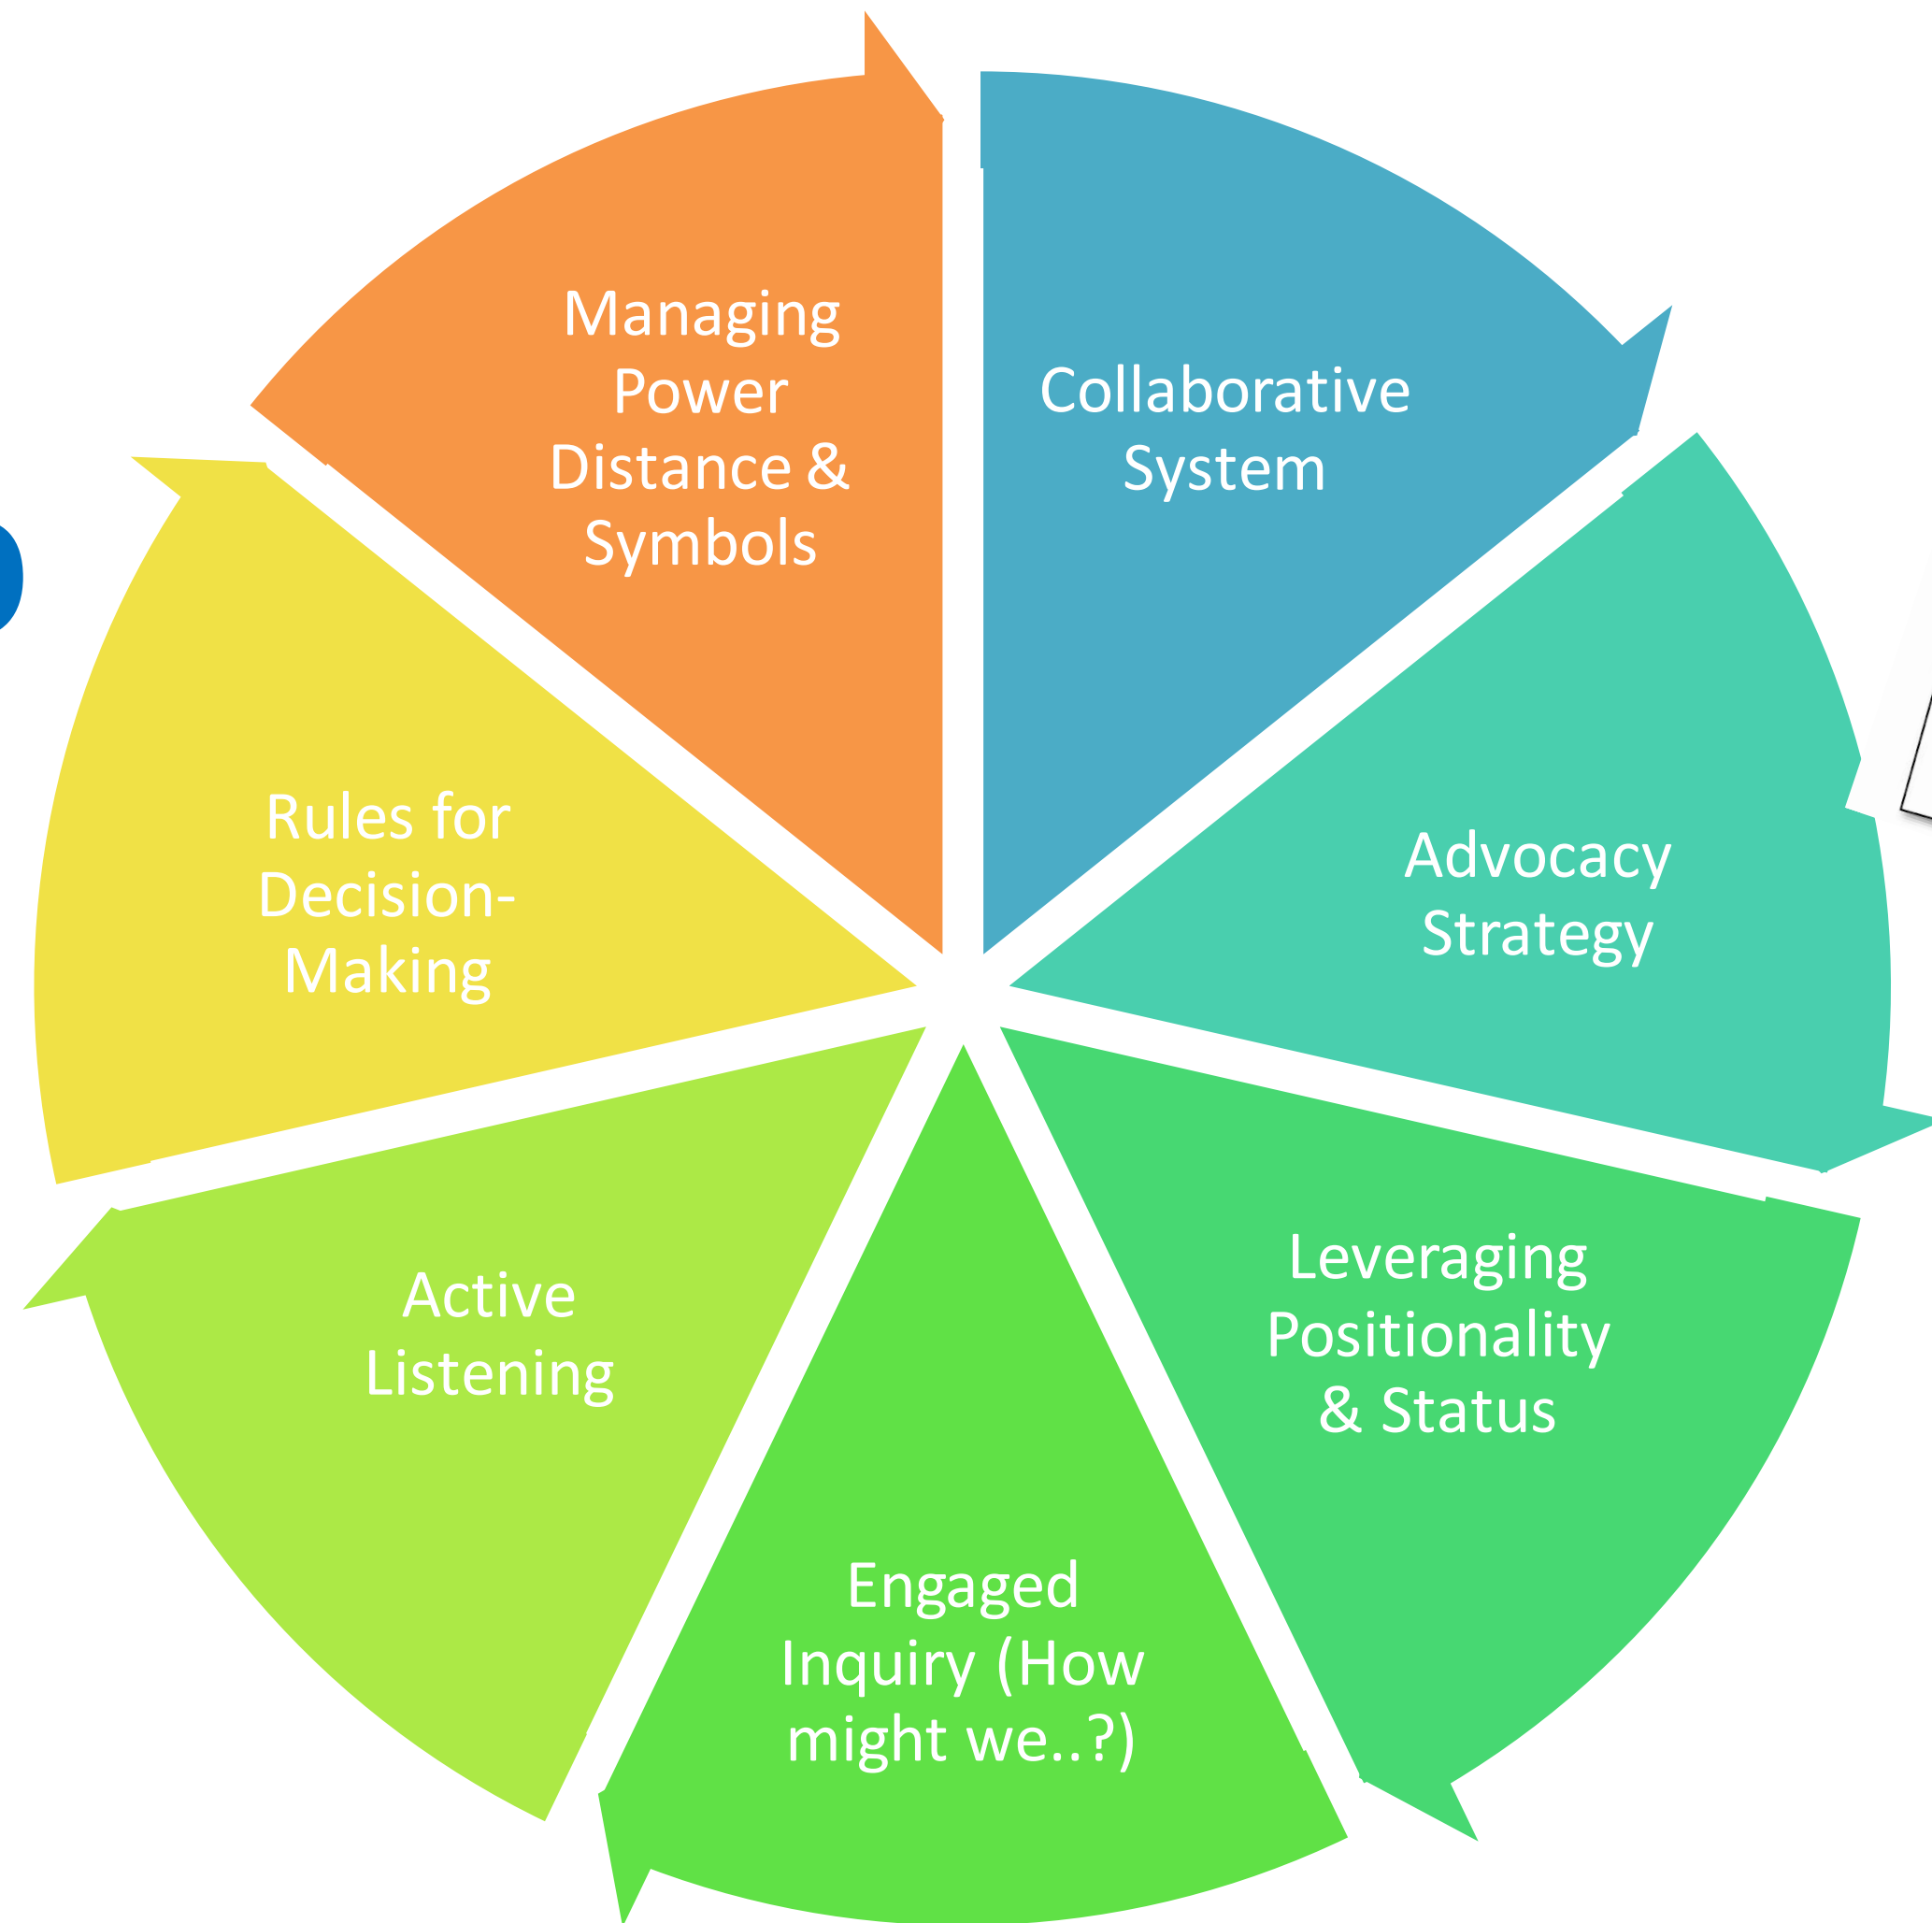 Collaborative
System
Advocacy
Strategy
Leveraging
Positionality
& Status
Engaged
Inquiry (How
might we..?)
Active
Listening
Rules for
Decision-
Making
Managing
Power
Distance &
Symbols